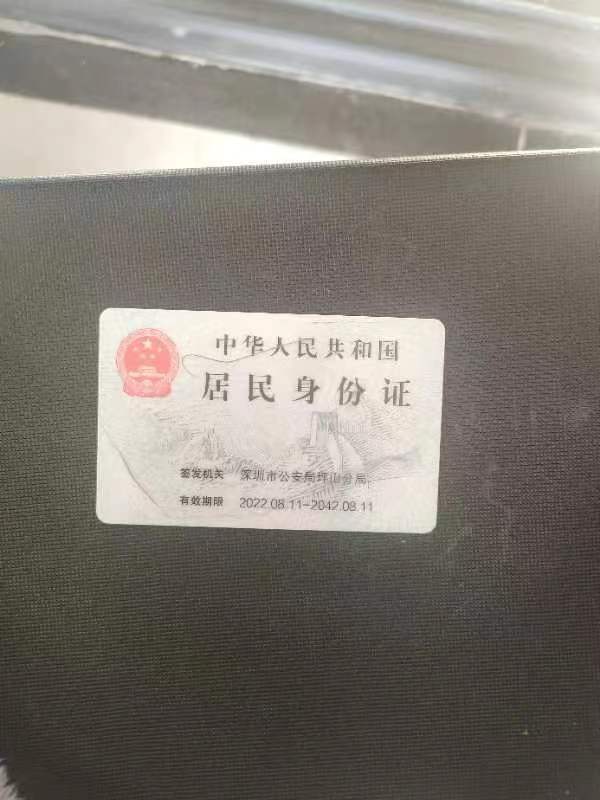 中华人民共和国
居民身份证
签发机关 深圳市公安局坪山分局
有效期限 2022.08.11-2042.08.11